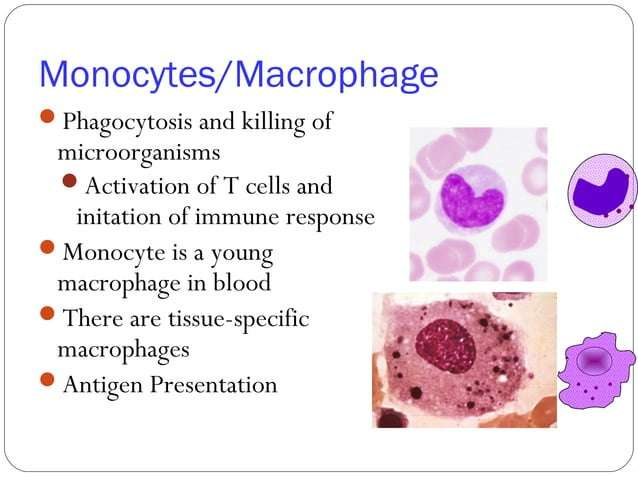 Monocytes/Macrophage
Phagocytosis and killing of
microorganisms
Activation of T cells and
initation of immune response
Monocyte is a young
macrophage in blood
There are tissue-specific
macrophages
Antigen Presentation